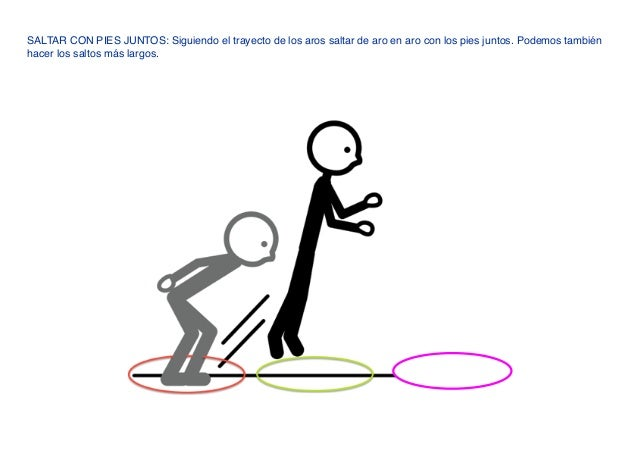 SALTAR CON PIES JUNTOS: Siguiendo el trayecto de los aros saltar de aro en aro con los pies juntos. Podemos también
hacer los saltos más largos.